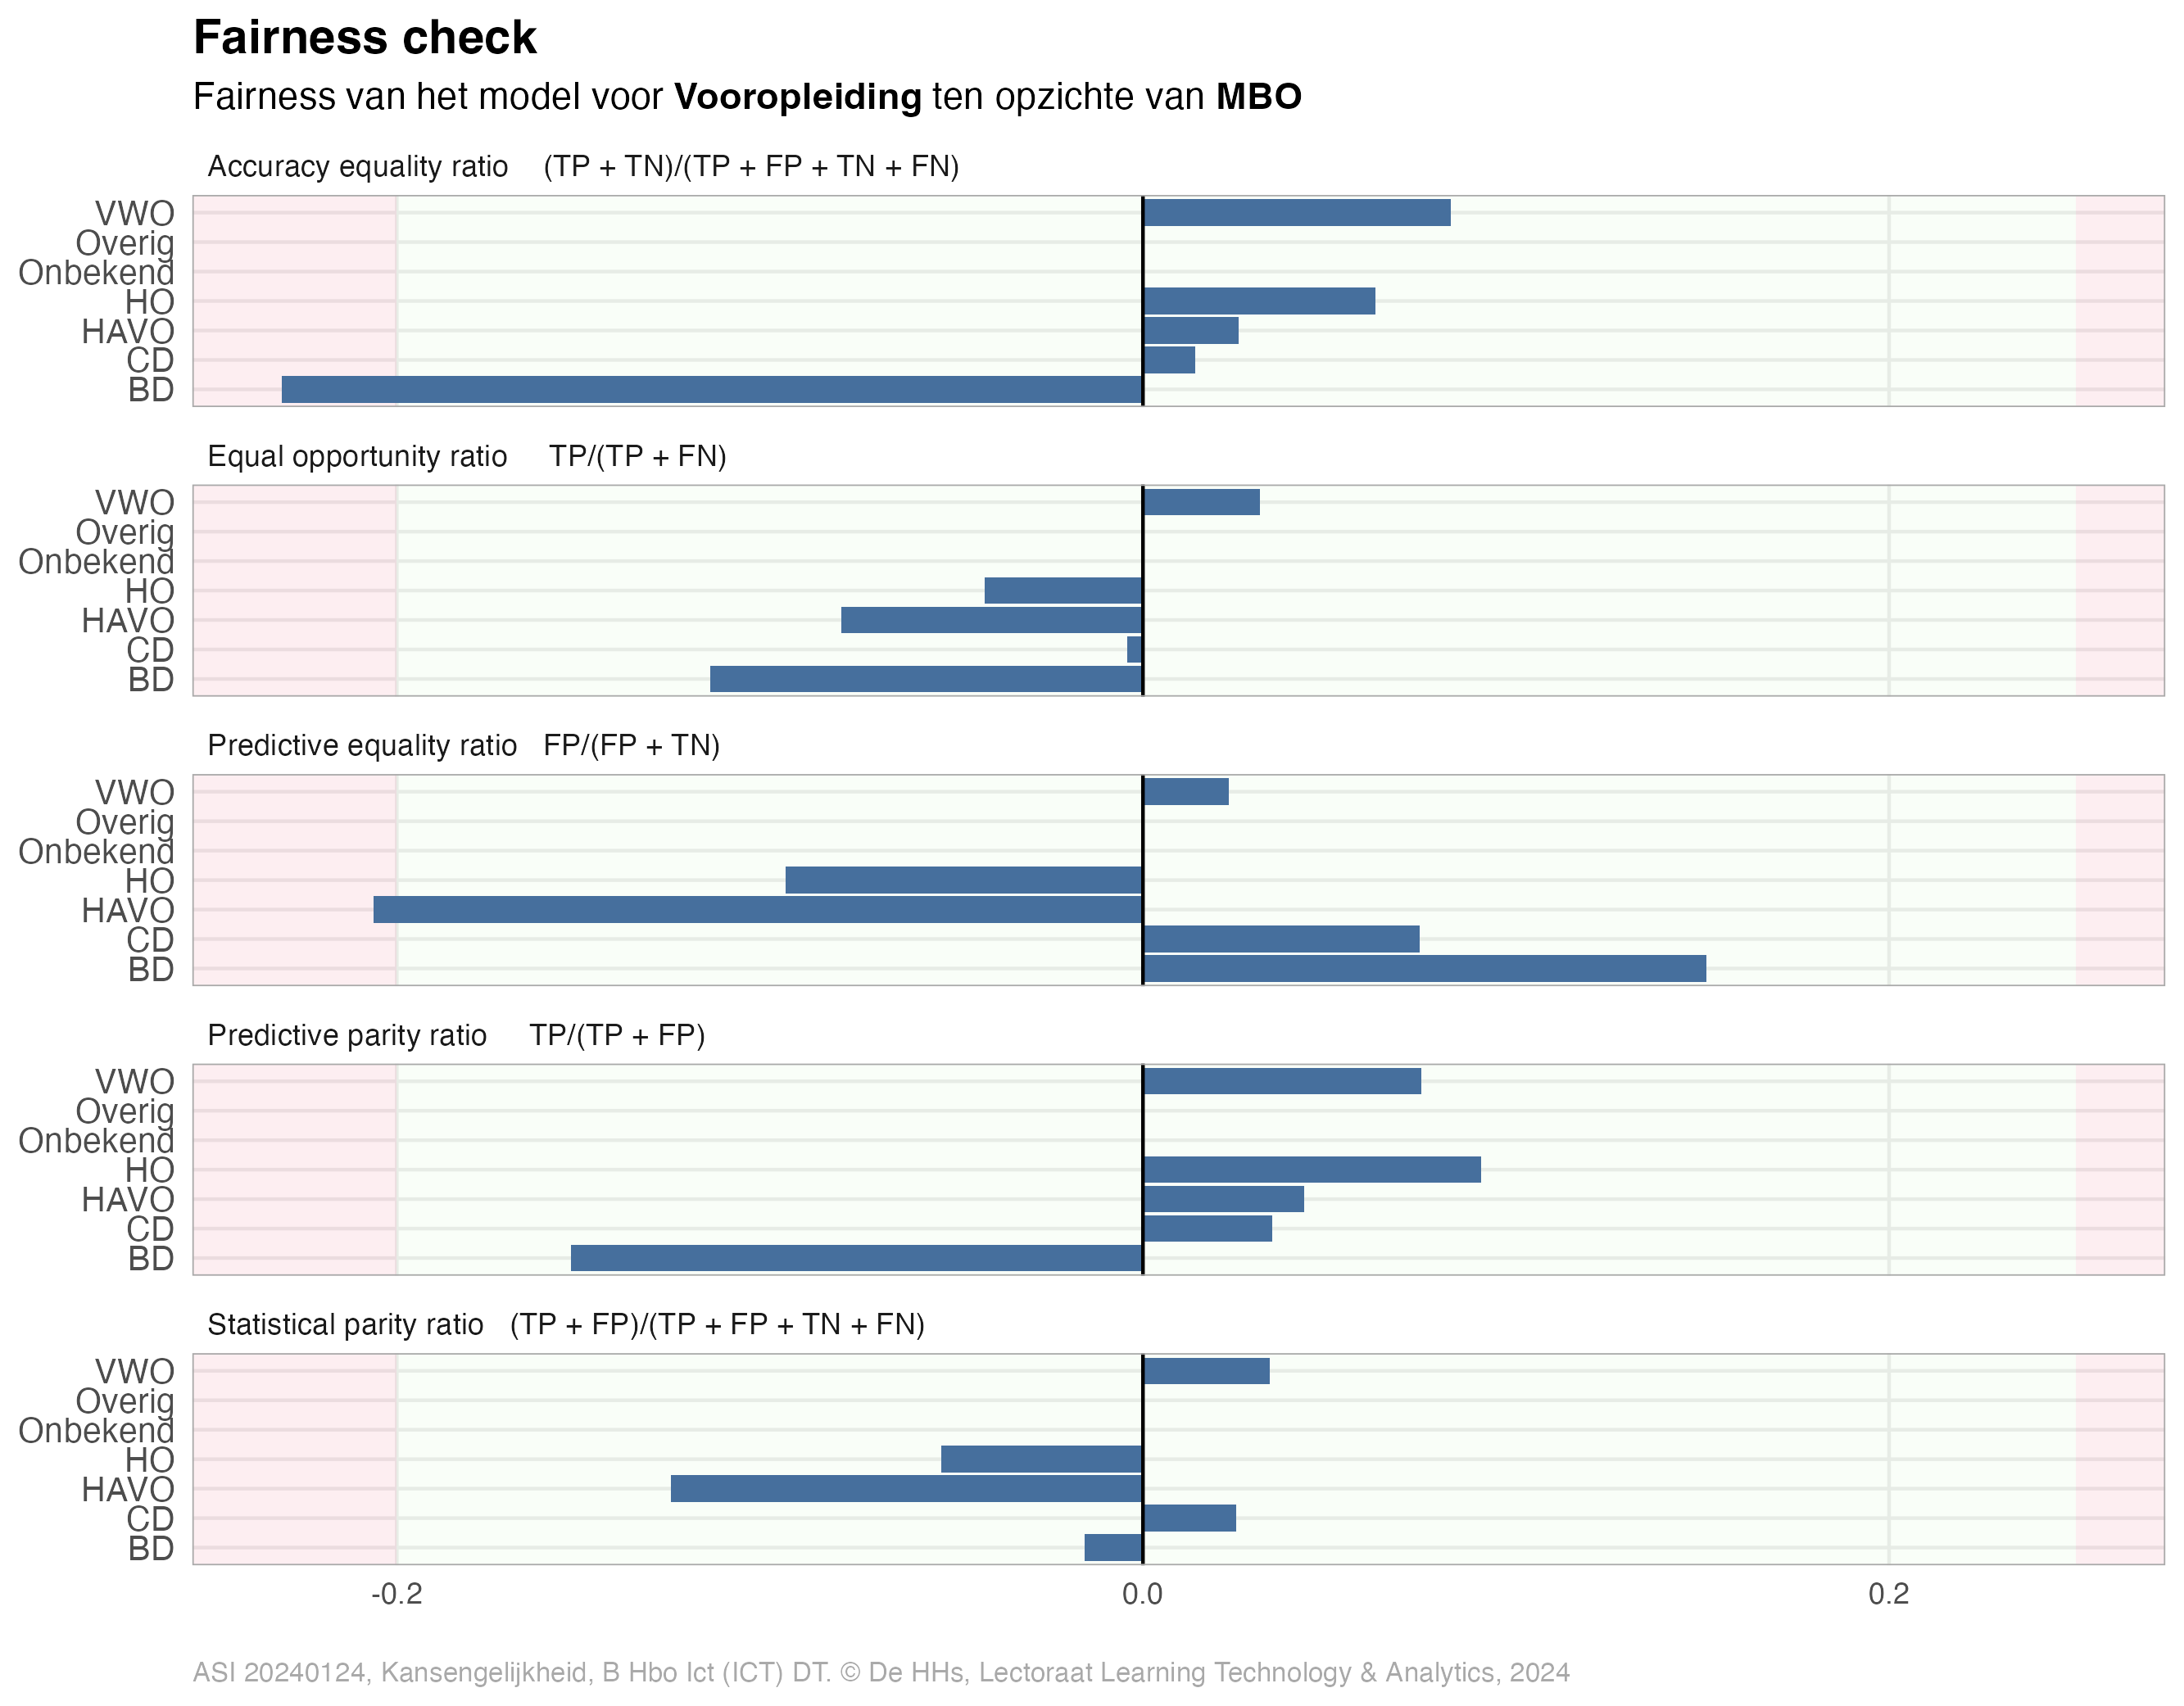 Fairness check
Fairness van het model voor Vooropleiding ten opzichte van MBO
Accuracy equality ratio (TP + TN)/(TP + FP + TN + FN)
VWO
Overig
Onbekend
HO
HAVO
CD
BD
Equal opportunity ratio TP/(TP + FN)
VWO
Overig
Onbekend
HO
HAVO
CD
BD
Predictive equality ratio FP/(FP + TN)
VWO
Overig
Onbekend
HO
HAVO
CD
BD
Predictive parity ratio TP/(TP + FP)
VWO
Overig
Onbekend
HO
HAVO
CD
BD
Statistical parity ratio (TP + FP)/(TP + FP + TN + FN)
VWO
Overig
Onbekend
HO
HAVO
CD
BD
-0.2 0.0 0.2
ASI 20240124, Kansengelijkheid, B Hbo Ict (ICT) DT. © De HHs, Lectoraat Learning Technology & Analytics, 2024